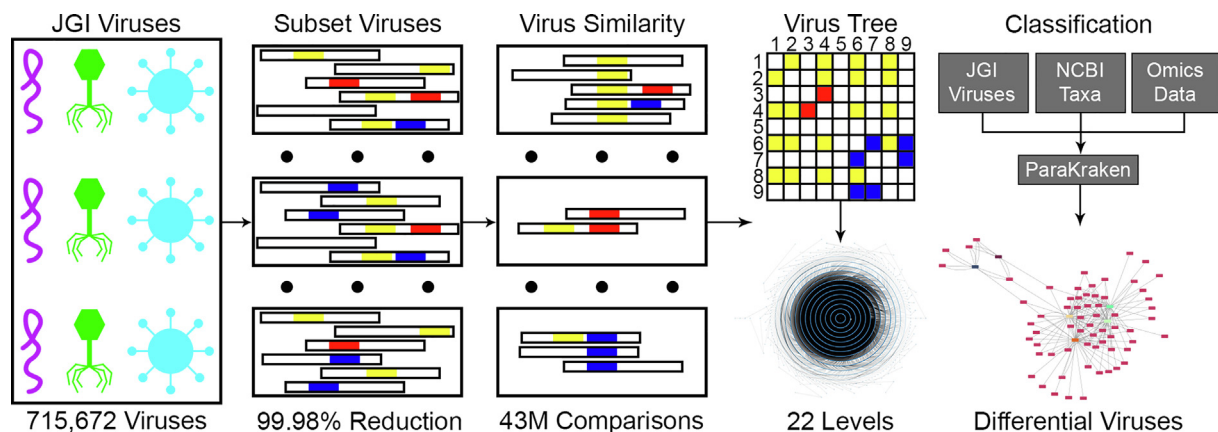 JGI Viruses
Subset Viruses
Virus Similarity
Virus Tree
Classification
1 2 3 4 5 6 7 8 9
1
2
3
4
5
6
7
8
9
JGI
Viruses
NCBI
Taxa
Omics
Data
ParaKraken
715,672 Viruses
99.98% Reduction
43M Comparisons
22 Levels
Differential Viruses